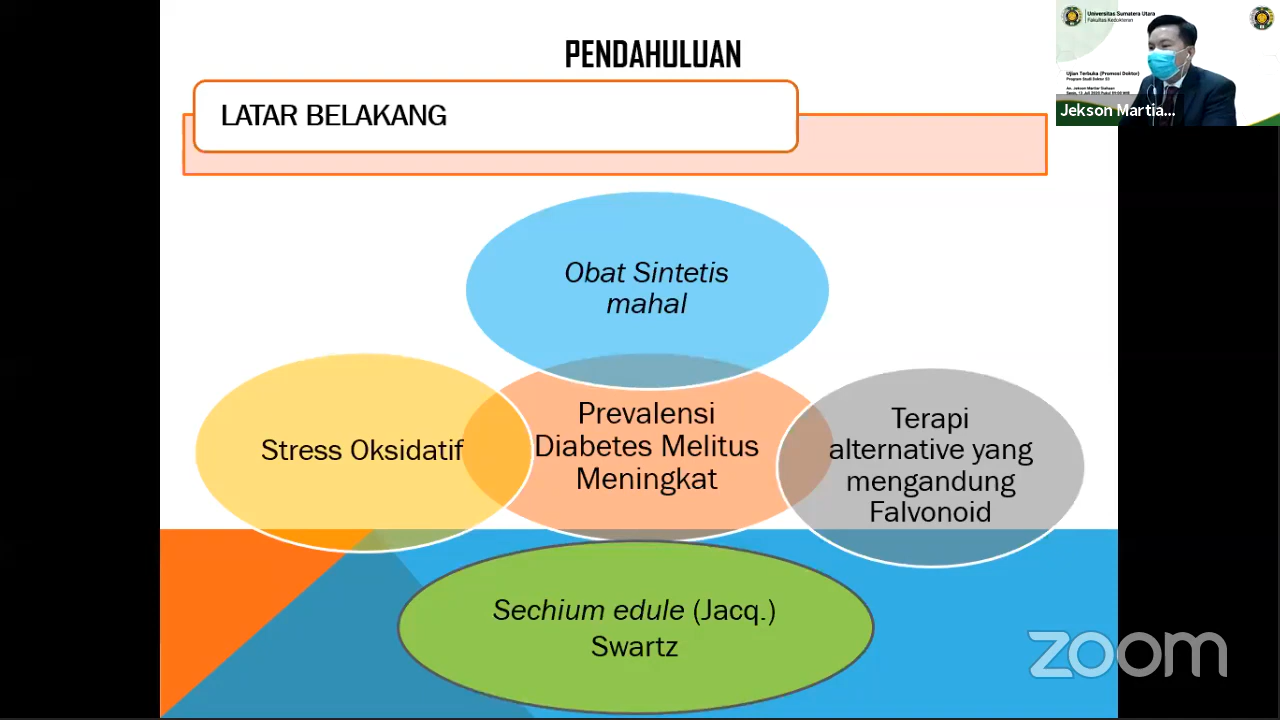 PENDAHULUAN
LATAR BELAKANG
Obat Sintetis
mahal
Stress Oksidatif
Prevalensi
Diabetes Melitus
Meningkat
Terapi
alternative yang
mengandung
Falvonoid
Sechium edule (Jacq.)
Swartz
Universitas Sumatera Utara
Fakultas Kedokteran
Ujian Terbuka (Promosi Doktor)
Program Studi Doktor S3
Jekson Martia...
zoom